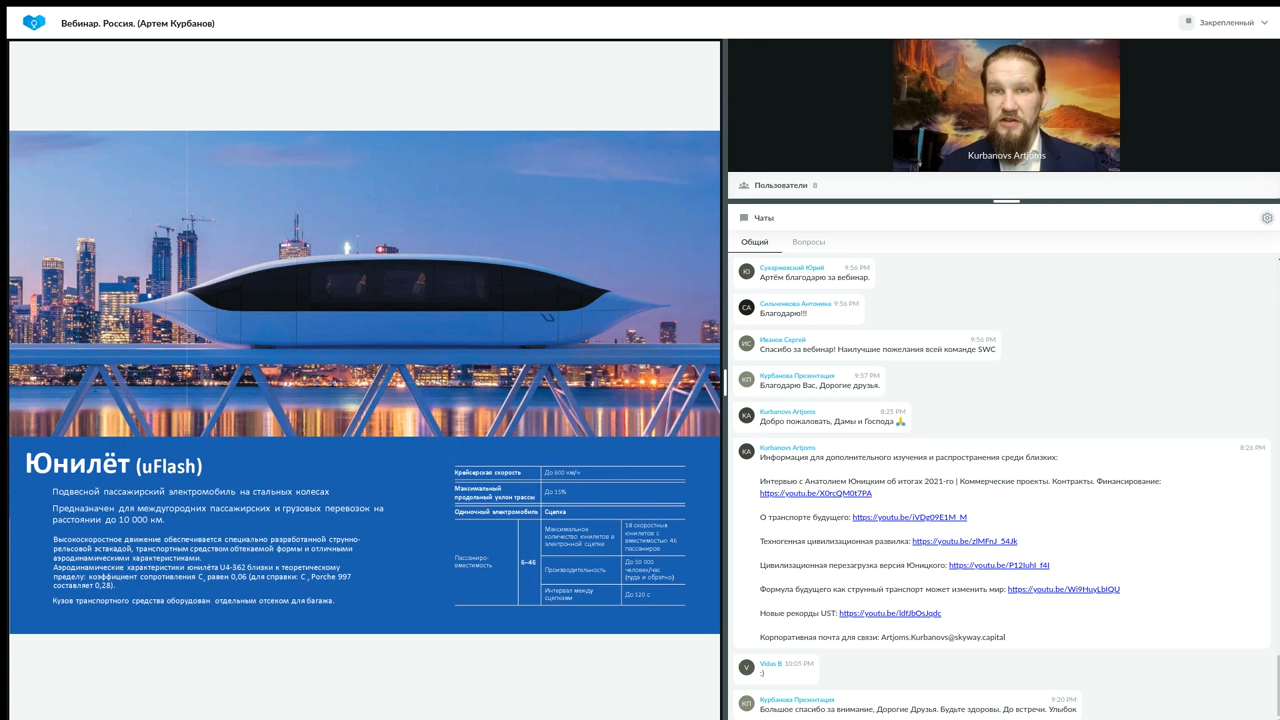 Вебинар. Россия. (Артем Курбанов)
Закрепленный
Юнилёт (uFlash)
Подвесной пассажирский электромобиль на стальных колесах
Предназначен для междугородних пассажирских и грузовых перевозок на
расстояния до 10 000 км.
Высокоскоростное движение обеспечивается специально разработанной струнно-
рельсовой эстакадой, транспортным средством обтекаемой формы и отличными
аэродинамическими характеристиками.
Аэродинамические характеристики юнилёта U4-362 близки к теоретическому
пределу: коэффициент сопротивления Cx равен 0,06 (для справки: Cx Porche 997
составляет 0,28).
Кузов транспортного средства оборудован отдельным отсеком для багажа.
Крейсерская скорость До 600 км/ч
Максимальный
продольный уклон трассы До 15%
Одиночный электромобиль Сцепка
Пассажиро-
вместимость 6–46
Максимальное
количество юнилетов в
электронной сцепке
18 скоростных
юнилетов с
вместимостью 46
пассажиров
Производительность
До 50 000
человек/час
(туда и обратно)
Интервал между
сцепками
До 120 с
Kurbanovs Artjoms
Пользователи 8
Чаты
Общий Вопросы
Ю Сухаржевский Юрий 9:56 PM
Артём благодарю за вебинар.
СА Сильченкова Антонина 9:56 PM
Благодарю!!!
ИС Иванов Сергей 9:56 PM
Спасибо за вебинар! Наилучшие пожелания всей команде SWC
КП Курбанова Презентация 9:57 PM
Благодарю Вас, Дорогие друзья.
KA Kurbanovs Artjoms 8:25 PM
Добро пожаловать, Дамы и Господа 🙏
KA Kurbanovs Artjoms 8:26 PM
Информация для дополнительного изучения и распространения среди близких:
Интервью с Анатолием Юницким об итогах 2021-го | Коммерческие проекты. Контракты. Финансирование:
https://youtu.be/X0rcQM0t7PA
О транспорте будущего: https://youtu.be/iVDg09E1M_M
Техногенная цивилизационная развилка: https://youtu.be/zlMFnJ_54Jk
Цивилизационная перезагрузка версия Юницкого: https://youtu.be/P12IuhI_f4I
Формула будущего как струнный транспорт может изменить мир: https://youtu.be/Wi9HuyLbIQU
Новые рекорды UST: https://youtu.be/ldfJbOsJqdc
Корпоративная почта для связи: Artjoms.Kurbanovs@skyway.capital
V Vidas B 10:05 PM
:)
КП Курбанова Презентация 9:20 PM
Большое спасибо за внимание, Дорогие Друзья. Будьте здоровы. До встречи. Улыбок